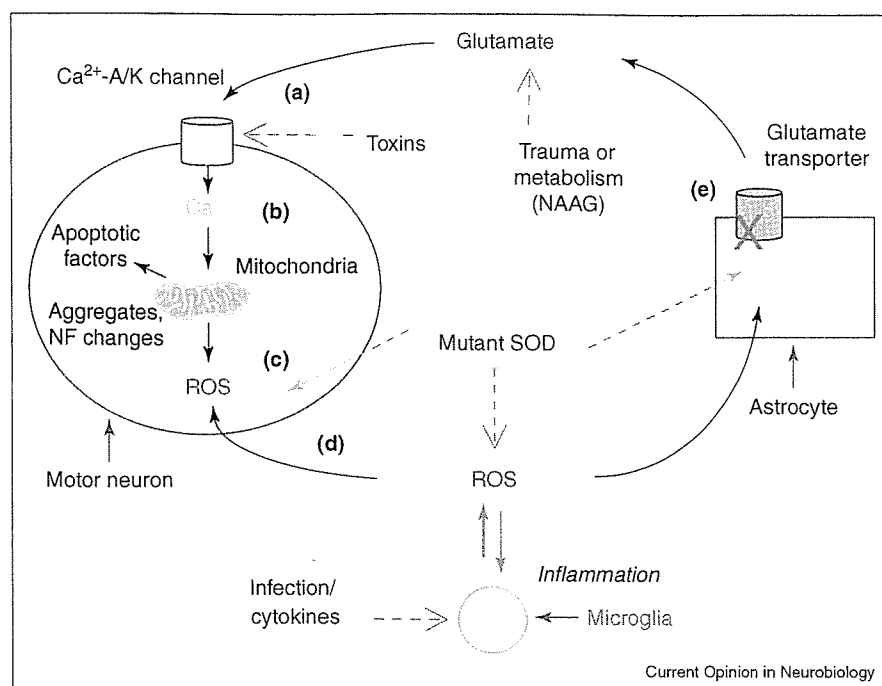 Glutamate
Ca²⁺-A/K channel
(a)
Toxins
Trauma or
metabolism
(NAAG)
Glutamate
transporter
(e)
Ca
(b)
Apoptotic
factors
Mitochondria
Aggregates,
NF changes
(c)
ROS
Mutant SOD
Astrocyte
(d)
Motor neuron
ROS
Infection/
cytokines
Inflammation
Microglia
Current Opinion in Neurobiology